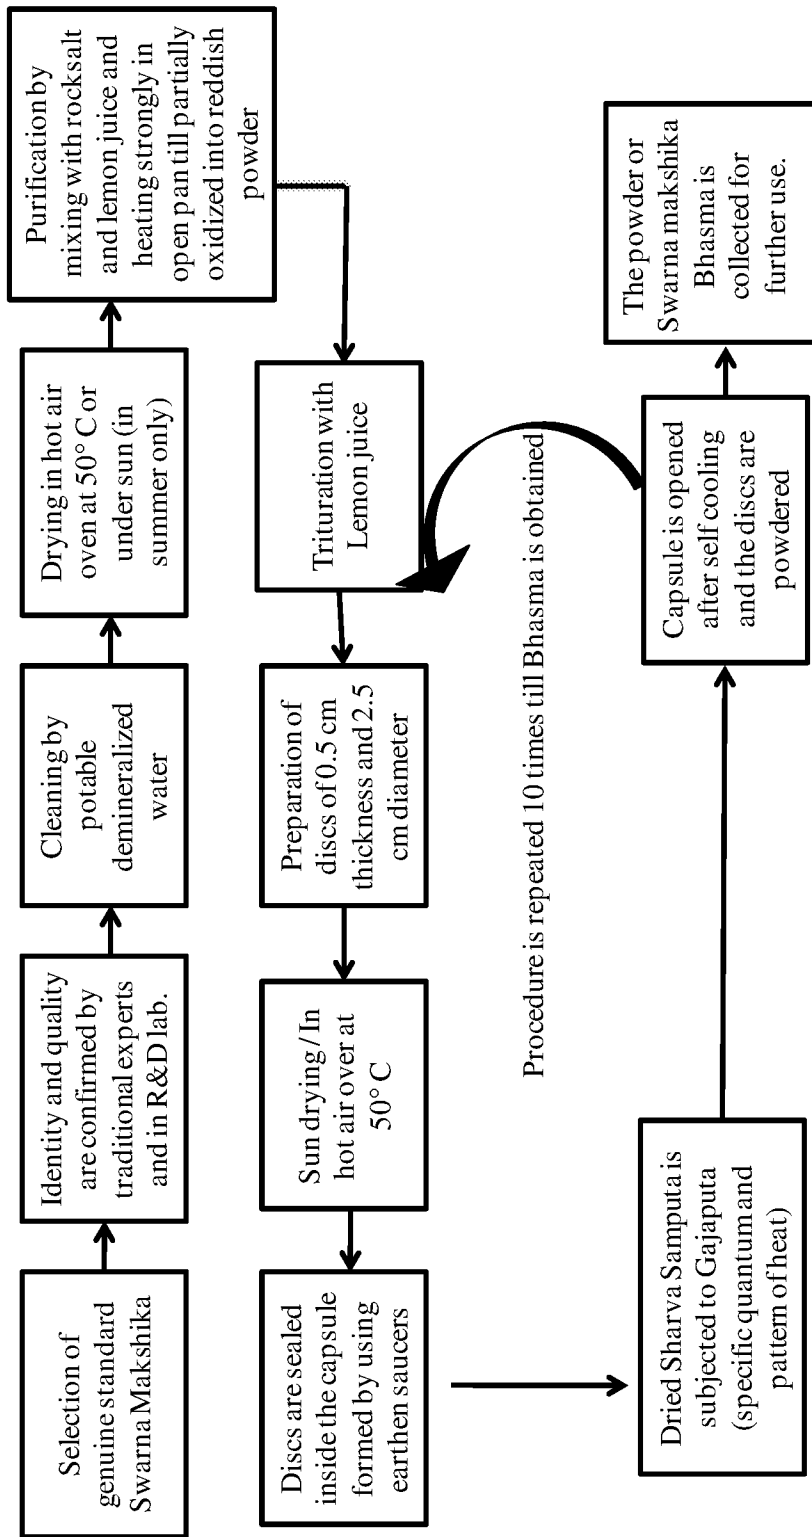 Selection of
genuine standard
Swarna Makshika
Identity and quality
are confirmed by
traditional experts
and in R&D lab.
Cleaning by
potable
demineralized
water
Drying in hot air
oven at 50° C or
under sun (in
summer only)
Purification by
mixing with rocksalt
and lemon juice and
heating strongly in
open pan till partially
oxidized into reddish
powder
Trituration with
Lemon juice
Preparation of
discs of 0.5 cm
thickness and 2.5
cm diameter
Sun drying / In
hot air over at
50° C
Discs are sealed
inside the capsule
formed by using
earthen saucers
Dried Sharva Samputa is
subjected to Gajaputa
(specific quantum and
pattern of heat)
Capsule is opened
after self cooling
and the discs are
powdered
Procedure is repeated 10 times till Bhasma is obtained
The powder or
Swarna makshika
Bhasma is
collected for
further use.